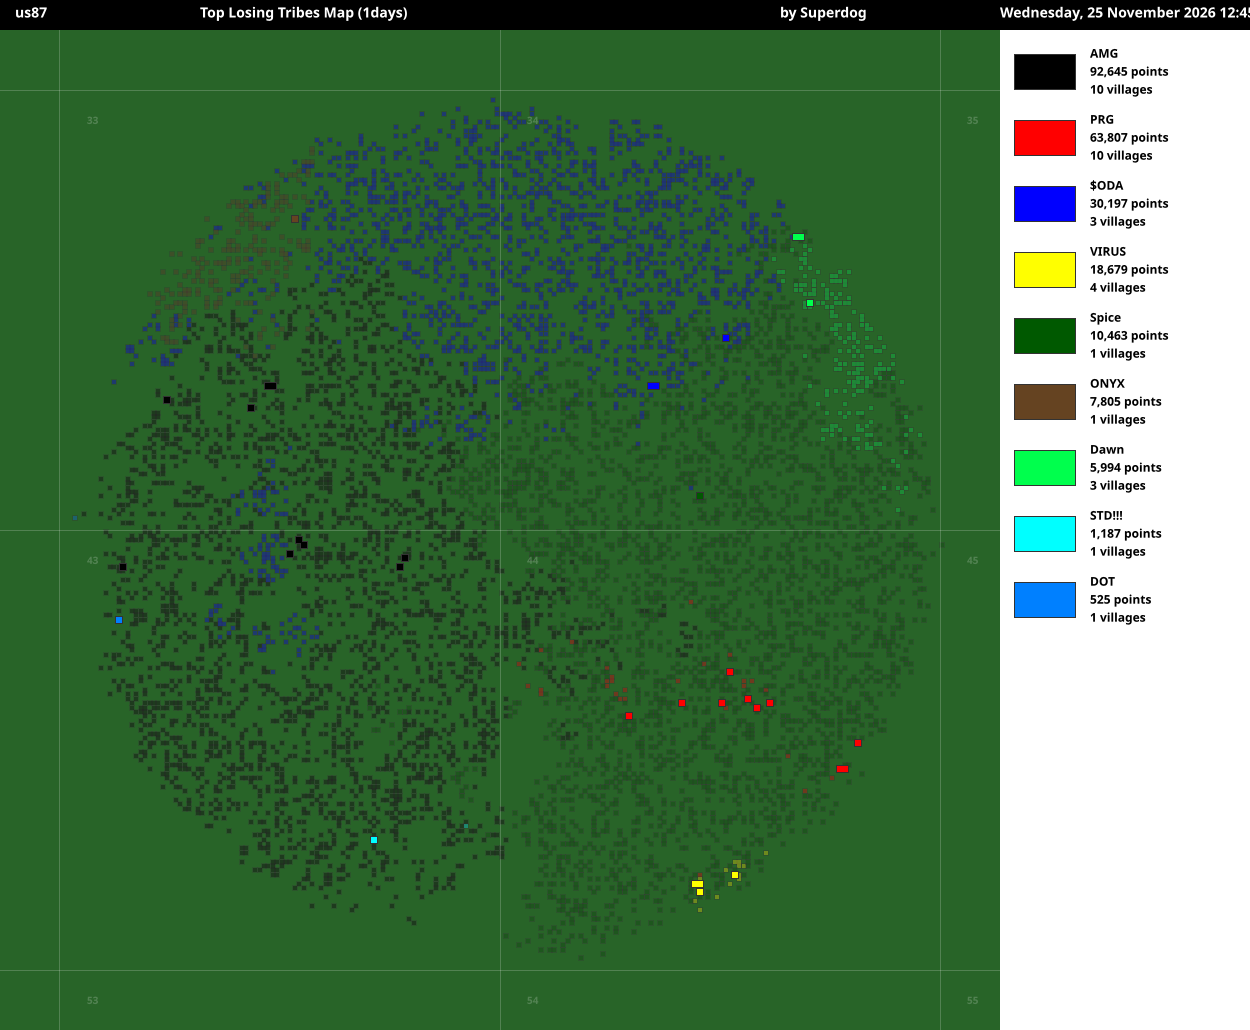 us87
Top Losing Tribes Map (1days)
by Superdog
Wednesday, 25 November 2026 12:45
AMG
92,645 points
10 villages
PRG
63,807 points
10 villages
$ODA
30,197 points
3 villages
VIRUS
18,679 points
4 villages
Spice
10,463 points
1 villages
ONYX
7,805 points
1 villages
Dawn
5,994 points
3 villages
STD!!!
1,187 points
1 villages
DOT
525 points
1 villages
33
34
35
43
44
45
53
54
55